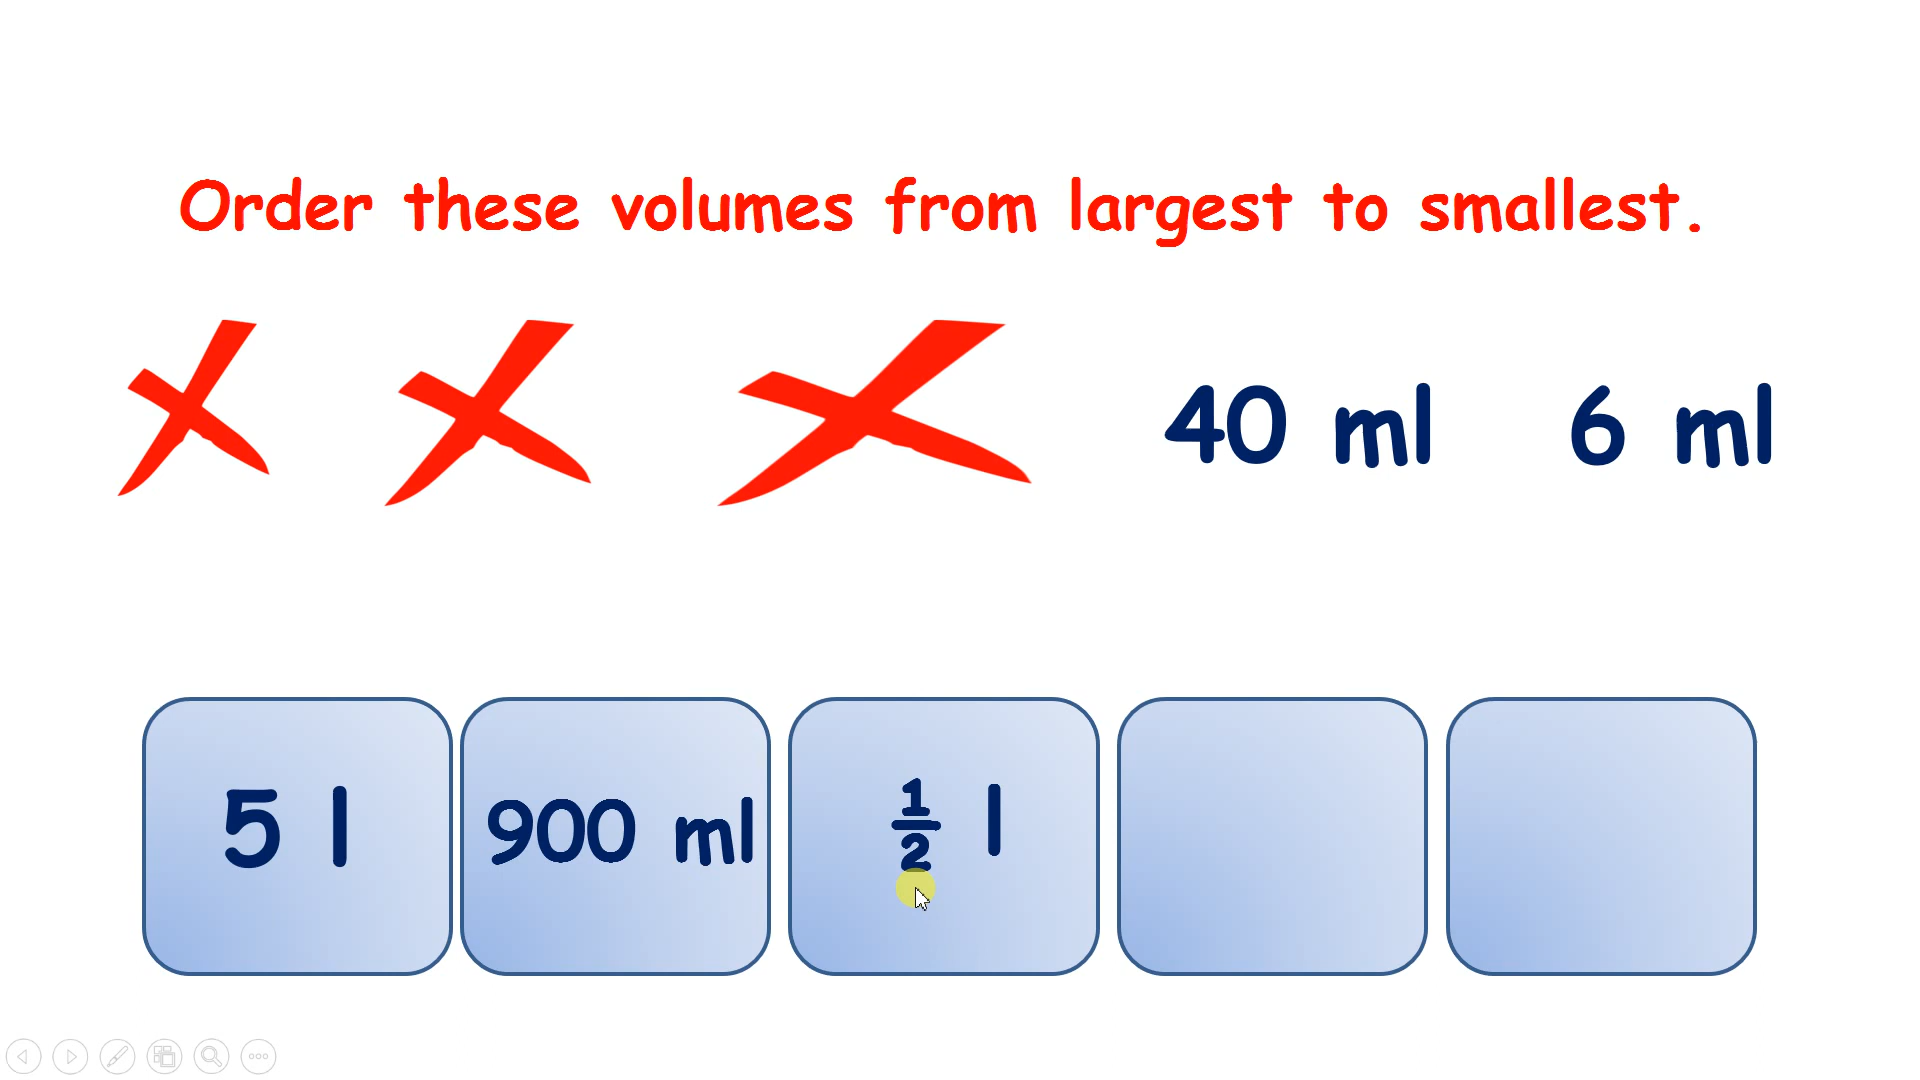 Order these volumes from largest to smallest.
40 ml 6 ml
5 l 900 ml ½ l